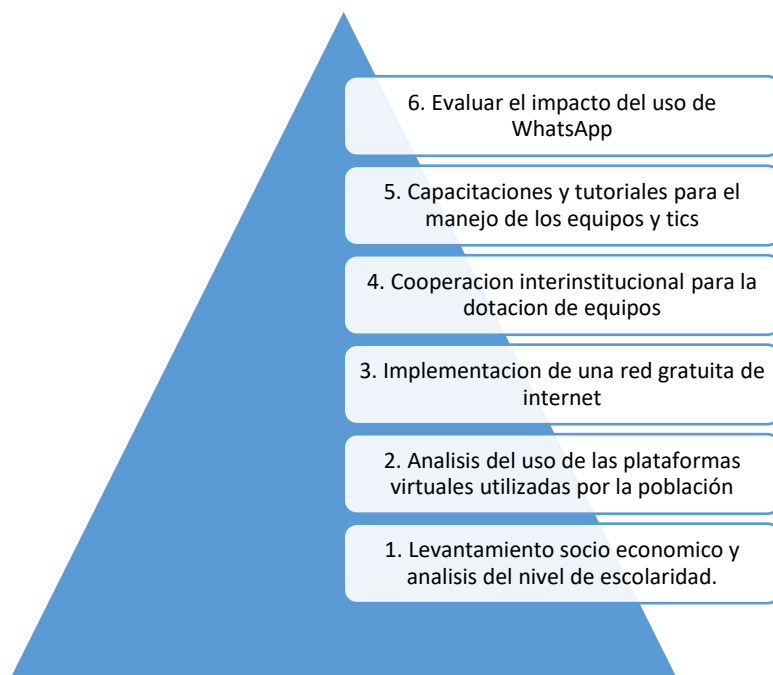 6. Evaluar el impacto del uso de
WhatsApp
5. Capacitaciones y tutoriales para el
manejo de los equipos y tics
4. Cooperacion interinstitucional para la
dotacion de equipos
3. Implementacion de una red gratuita de
internet
2. Analisis del uso de las plataformas
virtuales utilizadas por la población
1. Levantamiento socio economico y
analisis del nivel de escolaridad.